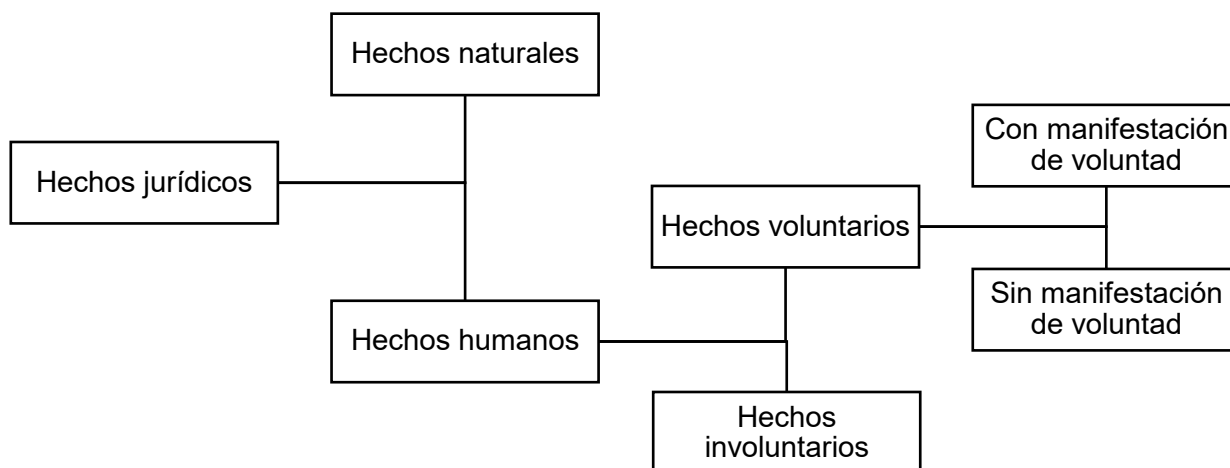 Hechos naturales
Hechos jurídicos
Hechos humanos
Hechos voluntarios
Hechos
involuntarios
Con manifestación
de voluntad
Sin manifestación
de voluntad